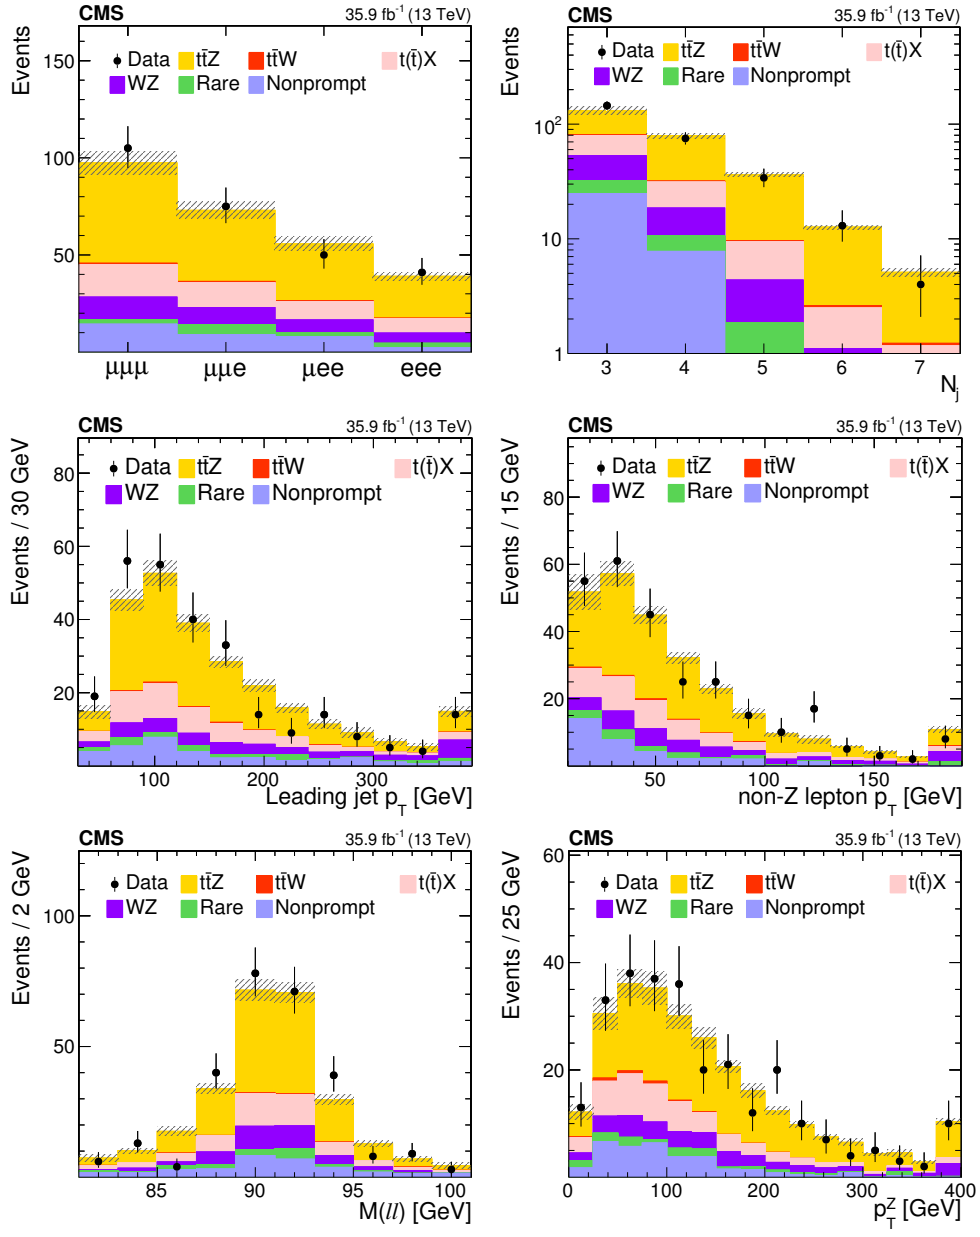 CMS 35.9 fb⁻¹ (13 TeV)
Events
Data tt̄Z tt̄W t(t̄)X
WZ Rare Nonprompt
150
100
50
μμμ μμe μee eee
CMS 35.9 fb⁻¹ (13 TeV)
Events
Data tt̄Z tt̄W t(t̄)X
WZ Rare Nonprompt
10²
10
1
3 4 5 6 7
N_j
CMS 35.9 fb⁻¹ (13 TeV)
Events / 30 GeV
Data tt̄Z tt̄W t(t̄)X
WZ Rare Nonprompt
80
60
40
20
100 200 300
Leading jet p_T [GeV]
CMS 35.9 fb⁻¹ (13 TeV)
Events / 15 GeV
Data tt̄Z tt̄W t(t̄)X
WZ Rare Nonprompt
80
60
40
20
50 100 150
non-Z lepton p_T [GeV]
CMS 35.9 fb⁻¹ (13 TeV)
Events / 2 GeV
Data tt̄Z tt̄W t(t̄)X
WZ Rare Nonprompt
100
50
85 90 95 100
M(ll) [GeV]
CMS 35.9 fb⁻¹ (13 TeV)
Events / 25 GeV
Data tt̄Z tt̄W t(t̄)X
WZ Rare Nonprompt
60
40
20
0 100 200 300 400
p_T^Z [GeV]